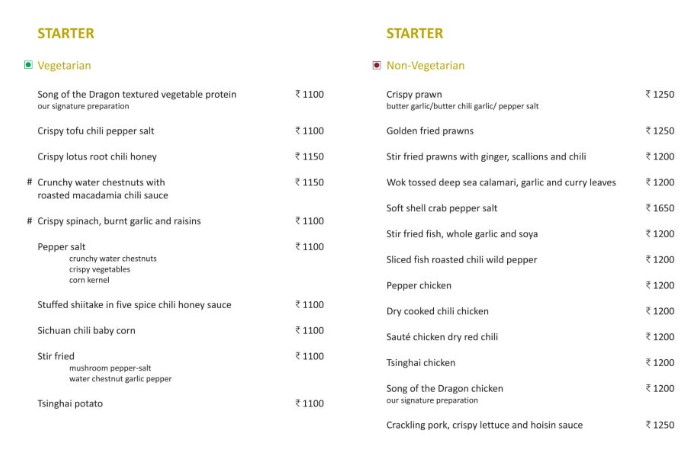 STARTER
Vegetarian
Song of the Dragon textured vegetable protein ₹ 1100
our signature preparation
Crispy tofu chili pepper salt ₹ 1100
Crispy lotus root chili honey ₹ 1150
# Crunchy water chestnuts with ₹ 1150
roasted macadamia chili sauce
# Crispy spinach, burnt garlic and raisins ₹ 1100
Pepper salt ₹ 1100
crunchy water chestnuts
crispy vegetables
corn kernel
Stuffed shiitake in five spice chili honey sauce ₹ 1100
Sichuan chili baby corn ₹ 1100
Stir fried ₹ 1100
mushroom pepper-salt
water chestnut garlic pepper
Tsinghai potato ₹ 1100
STARTER
Non-Vegetarian
Crispy prawn ₹ 1250
butter garlic/butter chili garlic/ pepper salt
Golden fried prawns ₹ 1250
Stir fried prawns with ginger, scallions and chili ₹ 1200
Wok tossed deep sea calamari, garlic and curry leaves ₹ 1200
Soft shell crab pepper salt ₹ 1650
Stir fried fish, whole garlic and soya ₹ 1200
Sliced fish roasted chili wild pepper ₹ 1200
Pepper chicken ₹ 1200
Dry cooked chili chicken ₹ 1200
Sauté chicken dry red chili ₹ 1200
Tsinghai chicken ₹ 1200
Song of the Dragon chicken ₹ 1200
our signature preparation
Crackling pork, crispy lettuce and hoisin sauce ₹ 1250